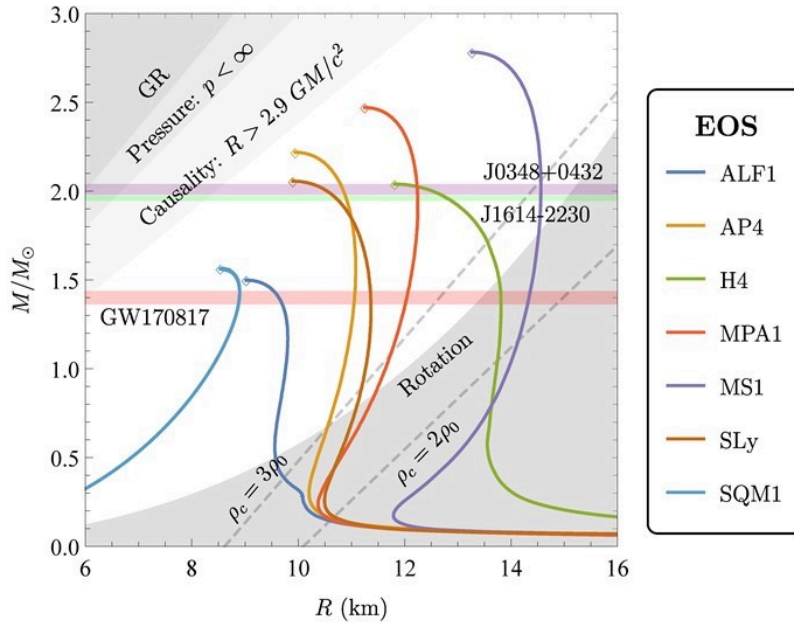 3.0
2.5
2.0
1.5
1.0
0.5
0.0
M/M⊙
GR
Pressure: p < ∞
Causality: R > 2.9 GM/c²
J0348+0432
J1614-2230
GW170817
Rotation
ρc = 3ρ0
ρc = 2ρ0
6 8 10 12 14 16
R (km)
EOS
ALF1
AP4
H4
MPA1
MS1
SLy
SQM1